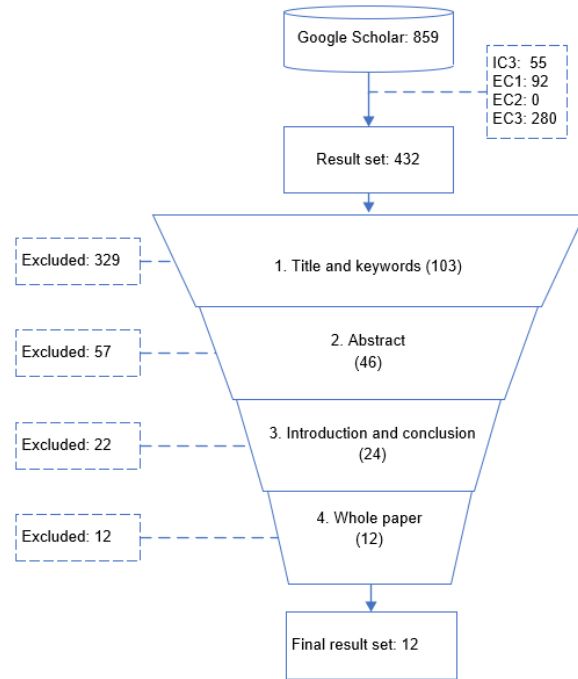 Google Scholar: 859
IC3: 55
EC1: 92
EC2: 0
EC3: 280
Result set: 432
Excluded: 329
1. Title and keywords (103)
Excluded: 57
2. Abstract
(46)
Excluded: 22
3. Introduction and conclusion
(24)
Excluded: 12
4. Whole paper
(12)
Final result set: 12